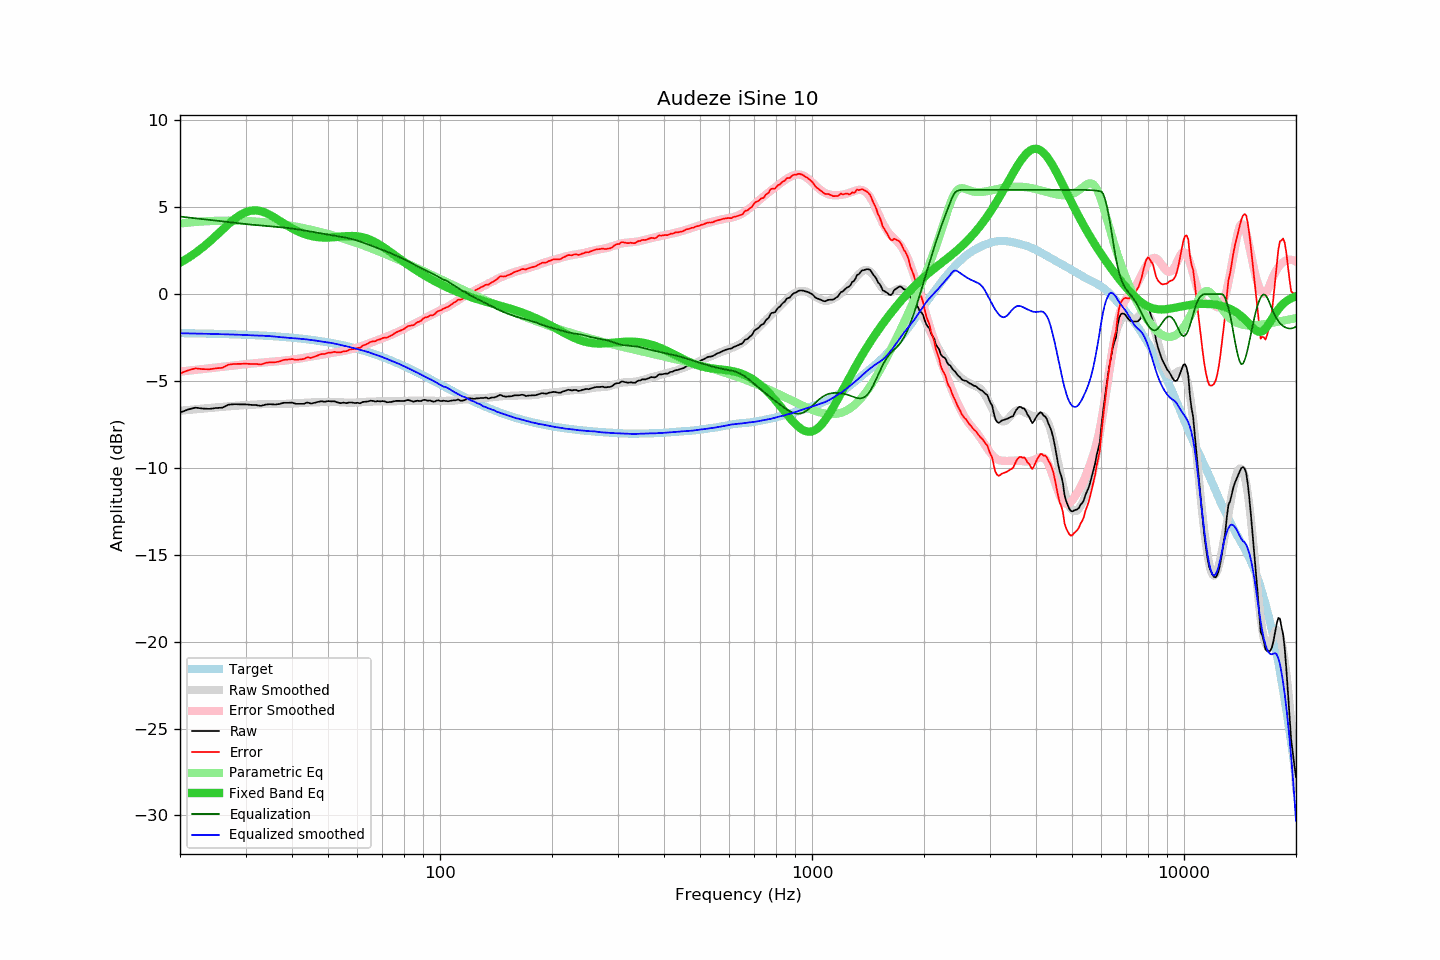 Audeze iSine 10
10
5
0
−5
−10
−15
−20
−25
−30
Amplitude (dBr)
Target
Raw Smoothed
Error Smoothed
Raw
Error
Parametric Eq
Fixed Band Eq
Equalization
Equalized smoothed
100
1000
10000
Frequency (Hz)